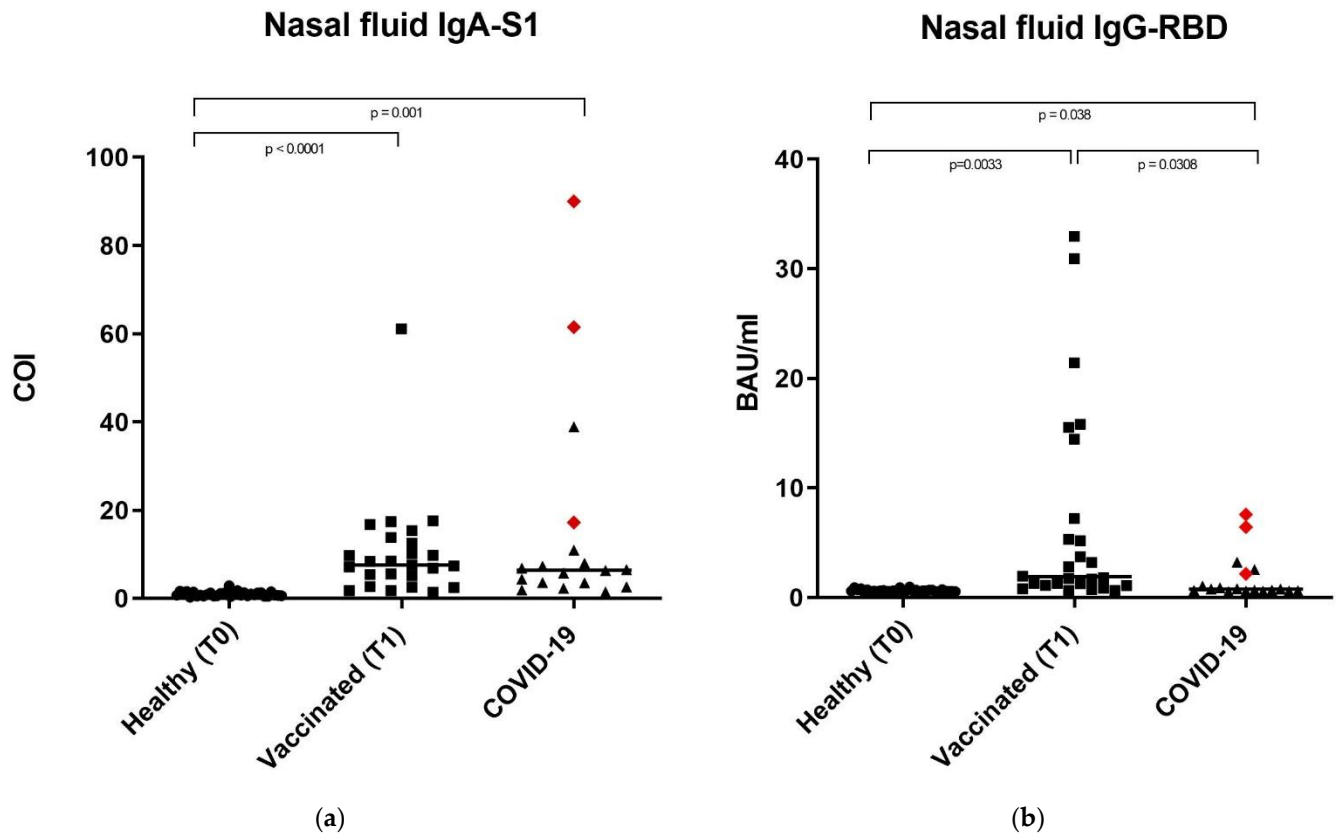 Nasal fluid IgA-S1
p = 0.001
p < 0.0001
100
80
60
40
20
0
COI
Healthy (T0)
Vaccinated (T1)
COVID-19
(a)
Nasal fluid IgG-RBD
p = 0.038
p=0.0033
p = 0.0308
40
30
20
10
0
BAU/ml
Healthy (T0)
Vaccinated (T1)
COVID-19
(b)